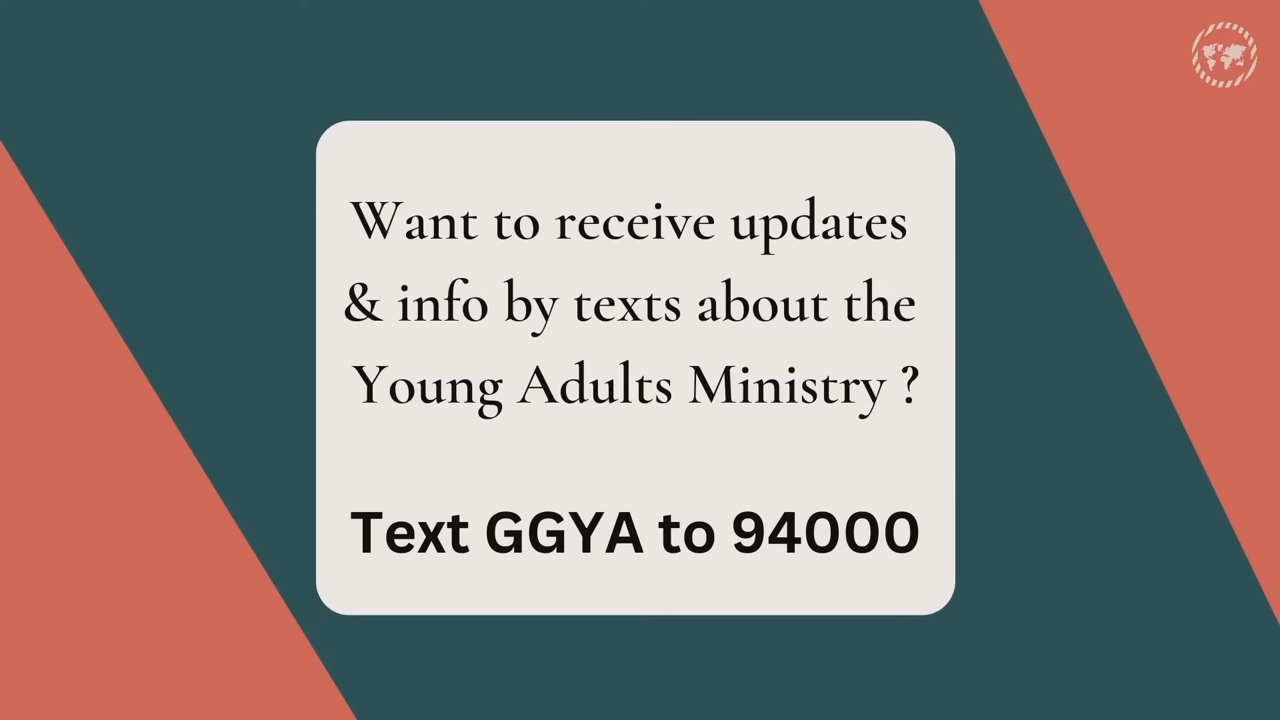 Want to receive updates
& info by texts about the
Young Adults Ministry ?
Text GGYA to 94000